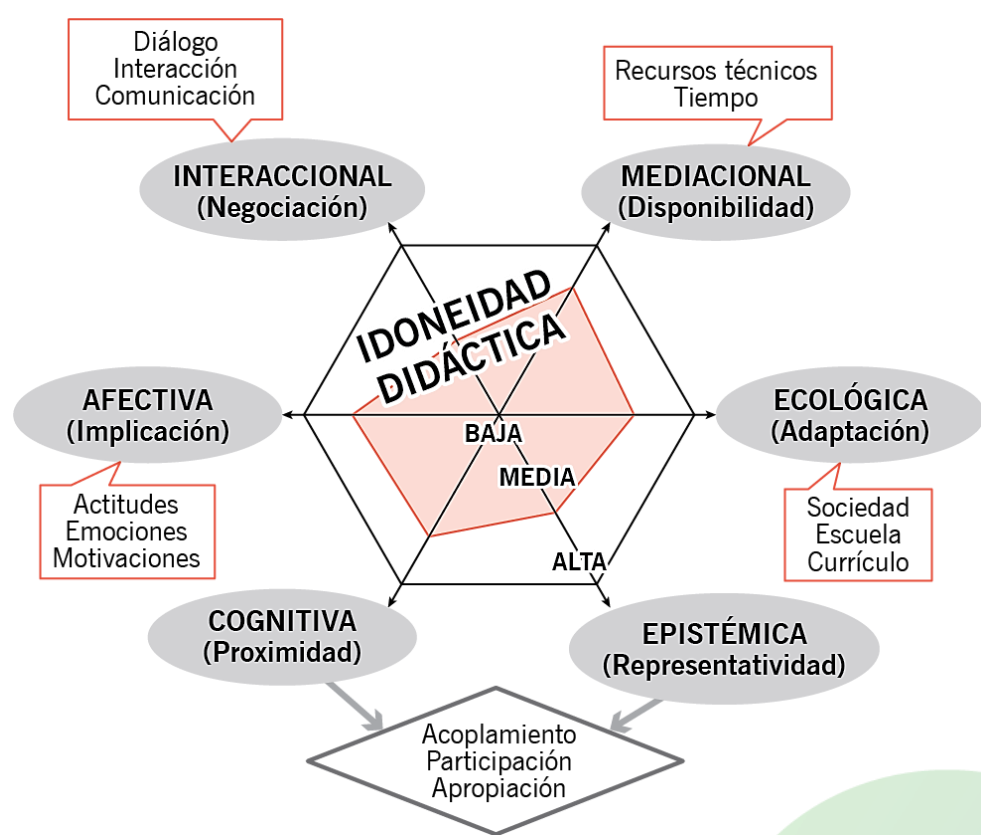 Diálogo
Interacción
Comunicación
Recursos técnicos
Tiempo
INTERACCIONAL
(Negociación)
MEDIACIONAL
(Disponibilidad)
IDONEIDAD
DIDÁCTICA
AFECTIVA
(Implicación)
BAJA
MEDIA
ALTA
ECOLÓGICA
(Adaptación)
Actitudes
Emociones
Motivaciones
Sociedad
Escuela
Currículo
COGNITIVA
(Proximidad)
EPISTÉMICA
(Representatividad)
Acoplamiento
Participación
Apropiación